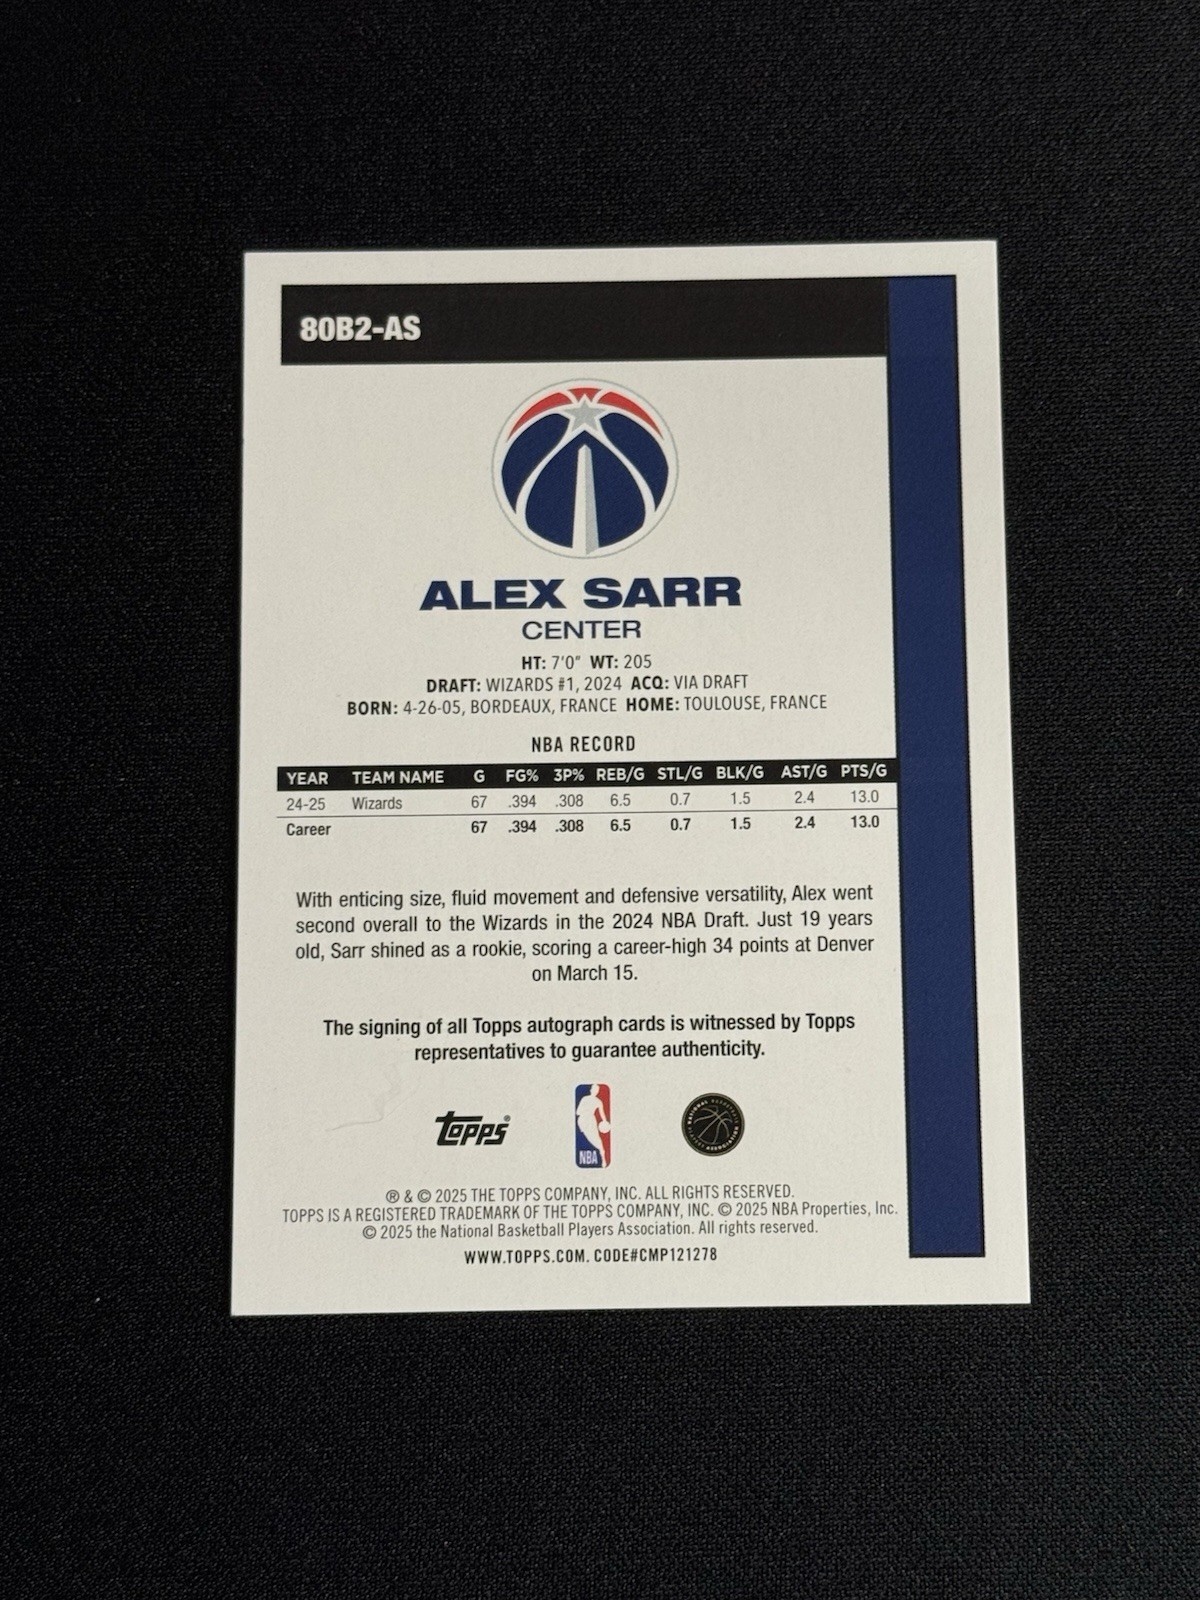 80B2-AS
ALEX SARR
CENTER
HT: 7'0" WT: 205
DRAFT: WIZARDS #1, 2024 ACQ: VIA DRAFT
BORN: 4-26-05, BORDEAUX, FRANCE HOME: TOULOUSE, FRANCE
NBA RECORD
YEAR TEAM NAME G FG% 3P% REB/G STL/G BLK/G AST/G PTS/G
24-25 Wizards 67 .394 .308 6.5 0.7 1.5 2.4 13.0
Career 67 .394 .308 6.5 0.7 1.5 2.4 13.0
With enticing size, fluid movement and defensive versatility, Alex went
second overall to the Wizards in the 2024 NBA Draft. Just 19 years
old, Sarr shined as a rookie, scoring a career-high 34 points at Denver
on March 15.
The signing of all Topps autograph cards is witnessed by Topps
representatives to guarantee authenticity.
Topps®
NBA
NATIONAL BASKETBALL PLAYERS ASSOCIATION
® & © 2025 THE TOPPS COMPANY, INC. ALL RIGHTS RESERVED.
TOPPS IS A REGISTERED TRADEMARK OF THE TOPPS COMPANY, INC. © 2025 NBA Properties, Inc.
© 2025 the National Basketball Players Association. All rights reserved.
WWW.TOPPS.COM. CODE#CMP121278